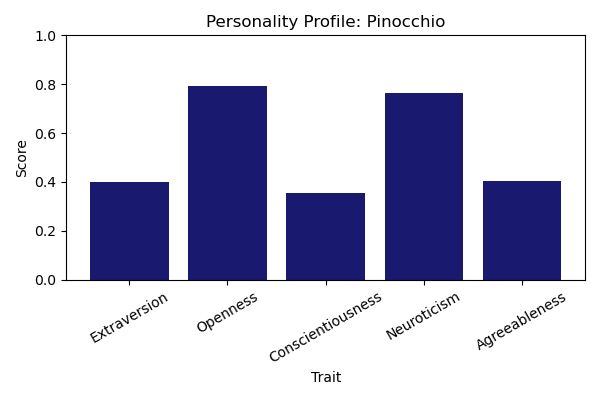 Personality Profile: Pinocchio
Score
1.0
0.8
0.6
0.4
0.2
0.0
Extraversion
Openness
Conscientiousness
Neuroticism
Agreeableness
Trait